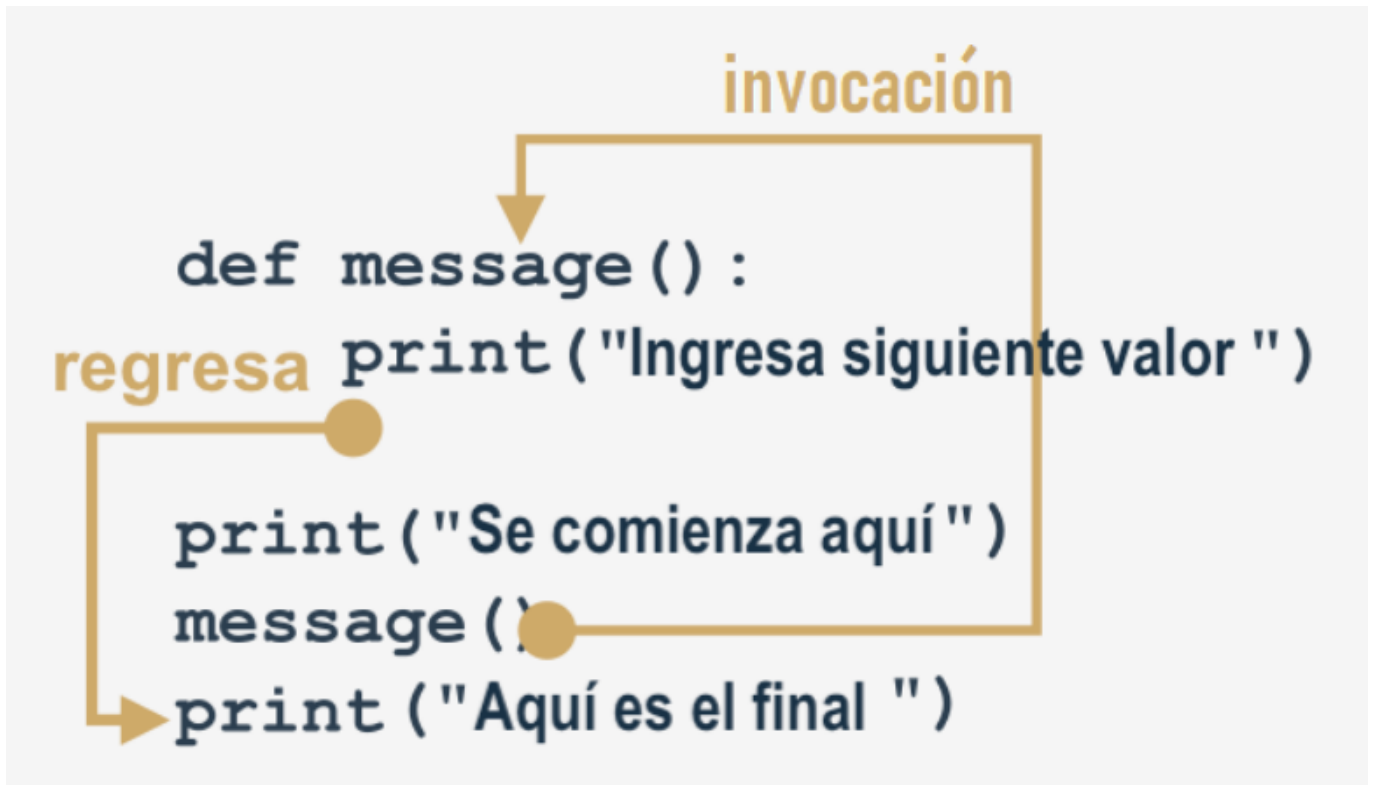 invocación
def message():
regresa print("Ingresa siguiente valor ")
print("Se comienza aquí")
message()
print("Aquí es el final ")